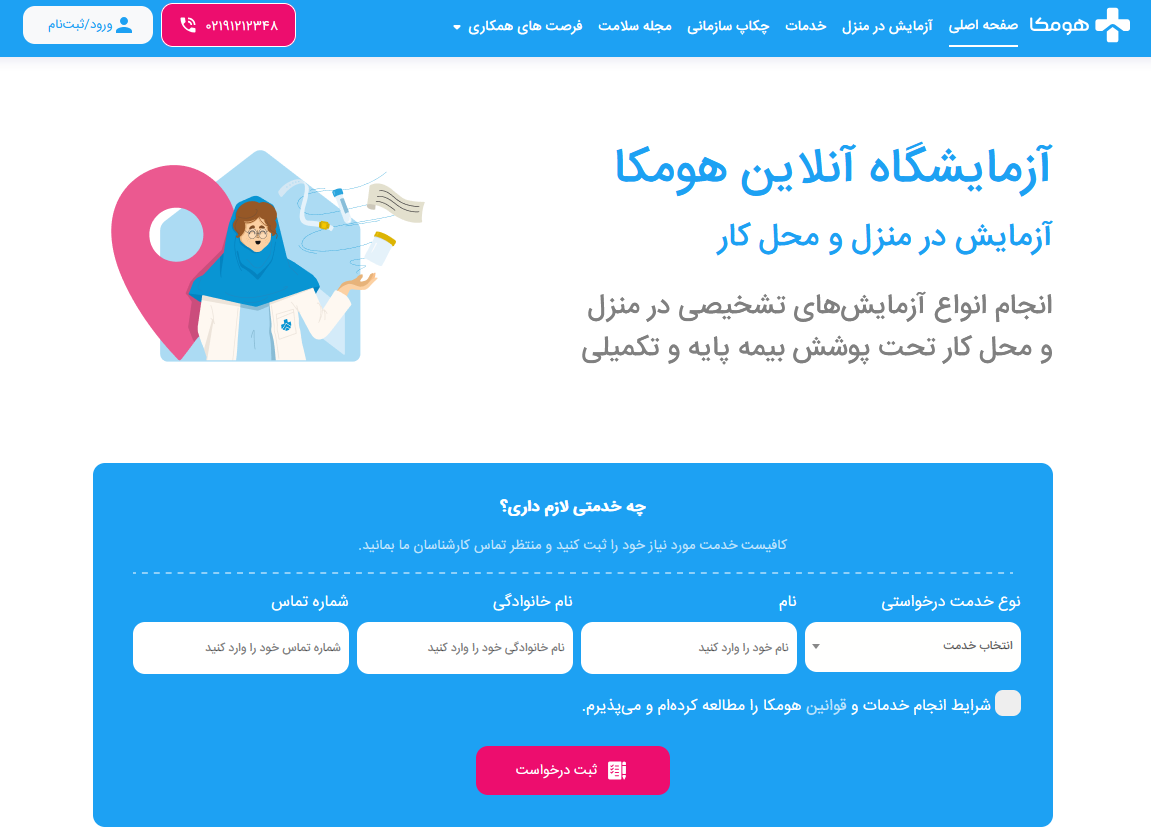 هومکا
صفحه اصلی
آزمایش در منزل
خدمات
چکاپ سازمانی
مجله سلامت
فرصت های همکاری
۰۲۱۹۱۲۱۲۳۴۸
ورود/ثبت‌نام
آزمایشگاه آنلاین هومکا
آزمایش در منزل و محل کار
انجام انواع آزمایش‌های تشخیصی در منزل
و محل کار تحت پوشش بیمه پایه و تکمیلی
چه خدمتی لازم داری؟
کافیست خدمت مورد نیاز خود را ثبت کنید و منتظر تماس کارشناسان ما بمانید.
نوع خدمت درخواستی
نام
نام خانوادگی
شماره تماس
انتخاب خدمت
نام خود را وارد کنید
نام خانوادگی خود را وارد کنید
شماره تماس خود را وارد کنید
شرایط انجام خدمات و قوانین هومکا را مطالعه کرده‌ام و می‌پذیرم.
ثبت درخواست